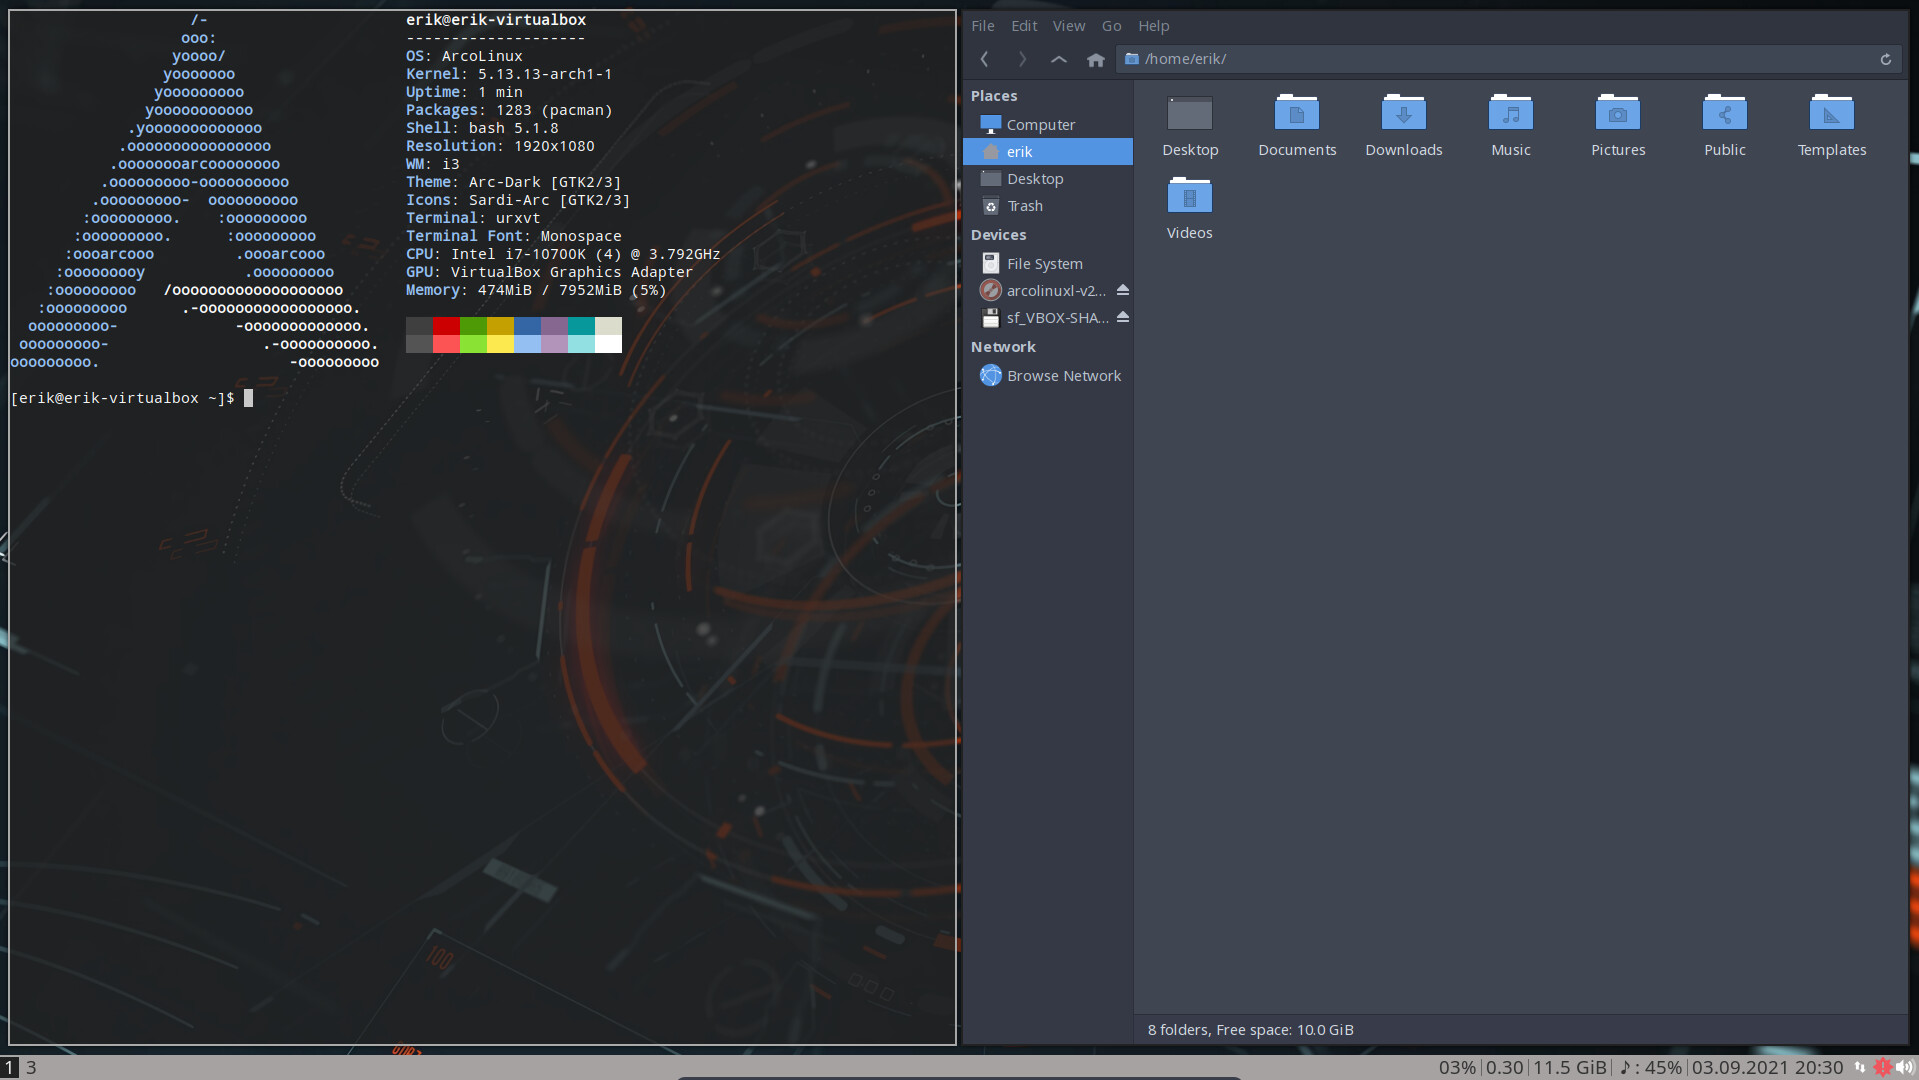 /-
ooo:
yoooo/
yooooooo
yooooooooo
yooooooooooo
.yooooooooooooo
.oooooooooooooooo
.oooooooarcoooooooo
.ooooooooo-oooooooooo
.ooooooooo-  oooooooooo
:ooooooooo.    :ooooooooo
:ooooooooo.      :ooooooooo
:oooarcooo         .oooarcooo
:ooooooooy           .ooooooooo
:ooooooooo   /ooooooooooooooooooo
:ooooooooo      .-ooooooooooooooooo.
ooooooooo-             -ooooooooooooo.
ooooooooo-                 .-oooooooooo.
ooooooooo.                     -ooooooooo
erik@erik-virtualbox
--------------------
OS: ArcoLinux
Kernel: 5.13.13-arch1-1
Uptime: 1 min
Packages: 1283 (pacman)
Shell: bash 5.1.8
Resolution: 1920x1080
WM: i3
Theme: Arc-Dark [GTK2/3]
Icons: Sardi-Arc [GTK2/3]
Terminal: urxvt
Terminal Font: Monospace
CPU: Intel i7-10700K (4) @ 3.792GHz
GPU: VirtualBox Graphics Adapter
Memory: 474MiB / 7952MiB (5%)
[erik@erik-virtualbox ~]$
100
File Edit View Go Help
/home/erik/
Places
Computer
erik
Desktop
Trash
Devices
File System
arcolinuxl-v2...
sf_VBOX-SHA...
Network
Browse Network
Desktop Documents Downloads Music Pictures Public Templates
Videos
8 folders, Free space: 10.0 GiB
1 3
03% | 0.30 | 11.5 GiB | ♪: 45% | 03.09.2021 20:30